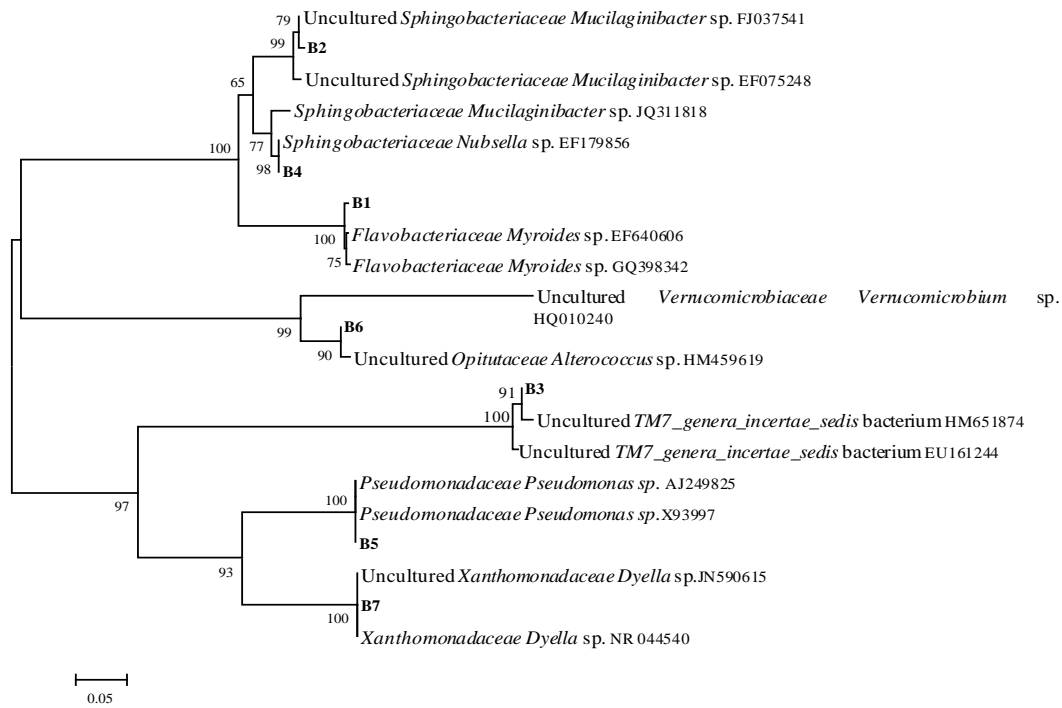 79 Uncultured Sphingobacteriaceae Mucilaginibacter sp. FJ037541
99 B2
Uncultured Sphingobacteriaceae Mucilaginibacter sp. EF075248
65
Sphingobacteriaceae Mucilaginibacter sp. JQ311818
77 Sphingobacteriaceae Nubsella sp. EF179856
100
98 B4
B1
100 Flavobacteriaceae Myroides sp. EF640606
75 Flavobacteriaceae Myroides sp. GQ398342
Uncultured Verrucomicrobiaceae Verrucomicrobium sp.
HQ010240
99 B6
90 Uncultured Opitutaceae Alterococcus sp. HM459619
91 B3
100 Uncultured TM7_genera_incertae_sedis bacterium HM651874
Uncultured TM7_genera_incertae_sedis bacterium EU161244
Pseudomonadaceae Pseudomonas sp. AJ249825
97 100 Pseudomonadaceae Pseudomonas sp.X93997
B5
93 Uncultured Xanthomonadaceae Dyella sp.JN590615
B7
100
Xanthomonadaceae Dyella sp. NR 044540
0.05